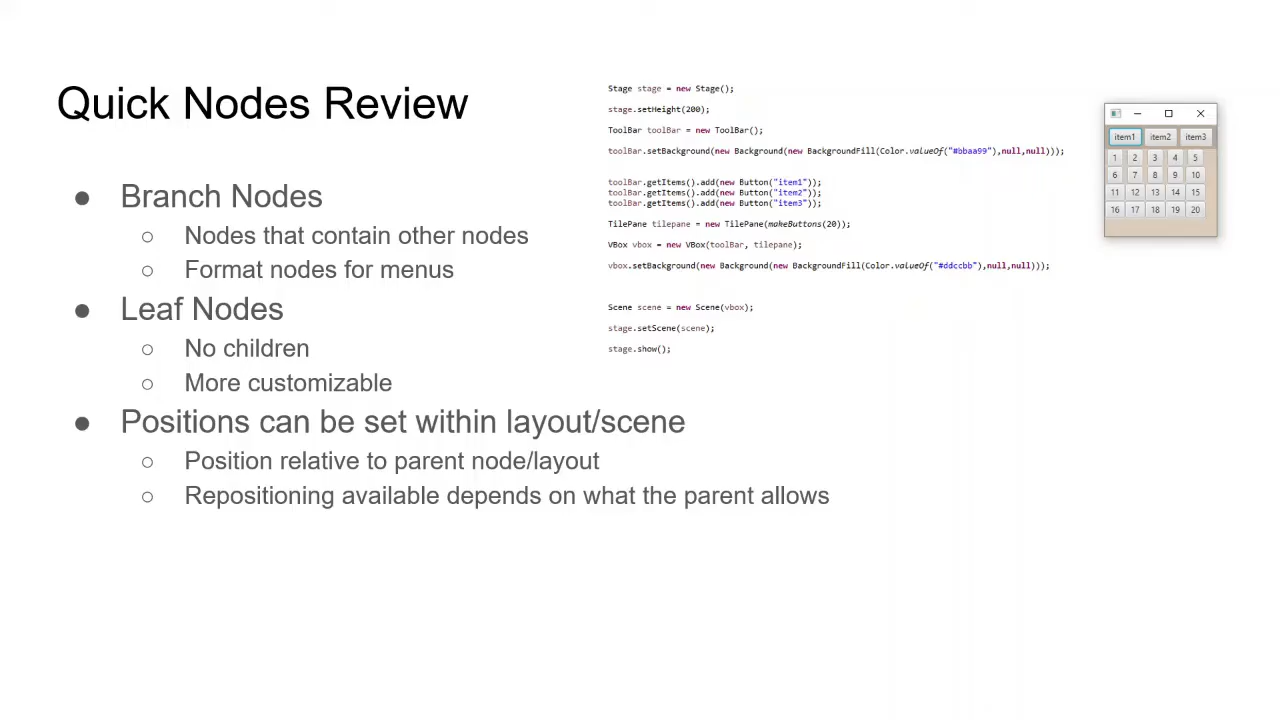 Quick Nodes Review
● Branch Nodes
○ Nodes that contain other nodes
○ Format nodes for menus
● Leaf Nodes
○ No children
○ More customizable
● Positions can be set within layout/scene
○ Position relative to parent node/layout
○ Repositioning available depends on what the parent allows
Stage stage = new Stage();
stage.setHeight(200);
ToolBar toolBar = new ToolBar();
toolBar.setBackground(new Background(new BackgroundFill(Color.valueOf("#bbaa99"),null,null)));
toolBar.getItems().add(new Button("item1"));
toolBar.getItems().add(new Button("item2"));
toolBar.getItems().add(new Button("item3"));
TilePane tilepane = new TilePane(makeButtons(20));
VBox vbox = new VBox(toolBar, tilepane);
vbox.setBackground(new Background(new BackgroundFill(Color.valueOf("#ddccbb"),null,null)));
Scene scene = new Scene(vbox);
stage.setScene(scene);
stage.show();
item1 item2 item3
1 2 3 4 5
6 7 8 9 10
11 12 13 14 15
16 17 18 19 20